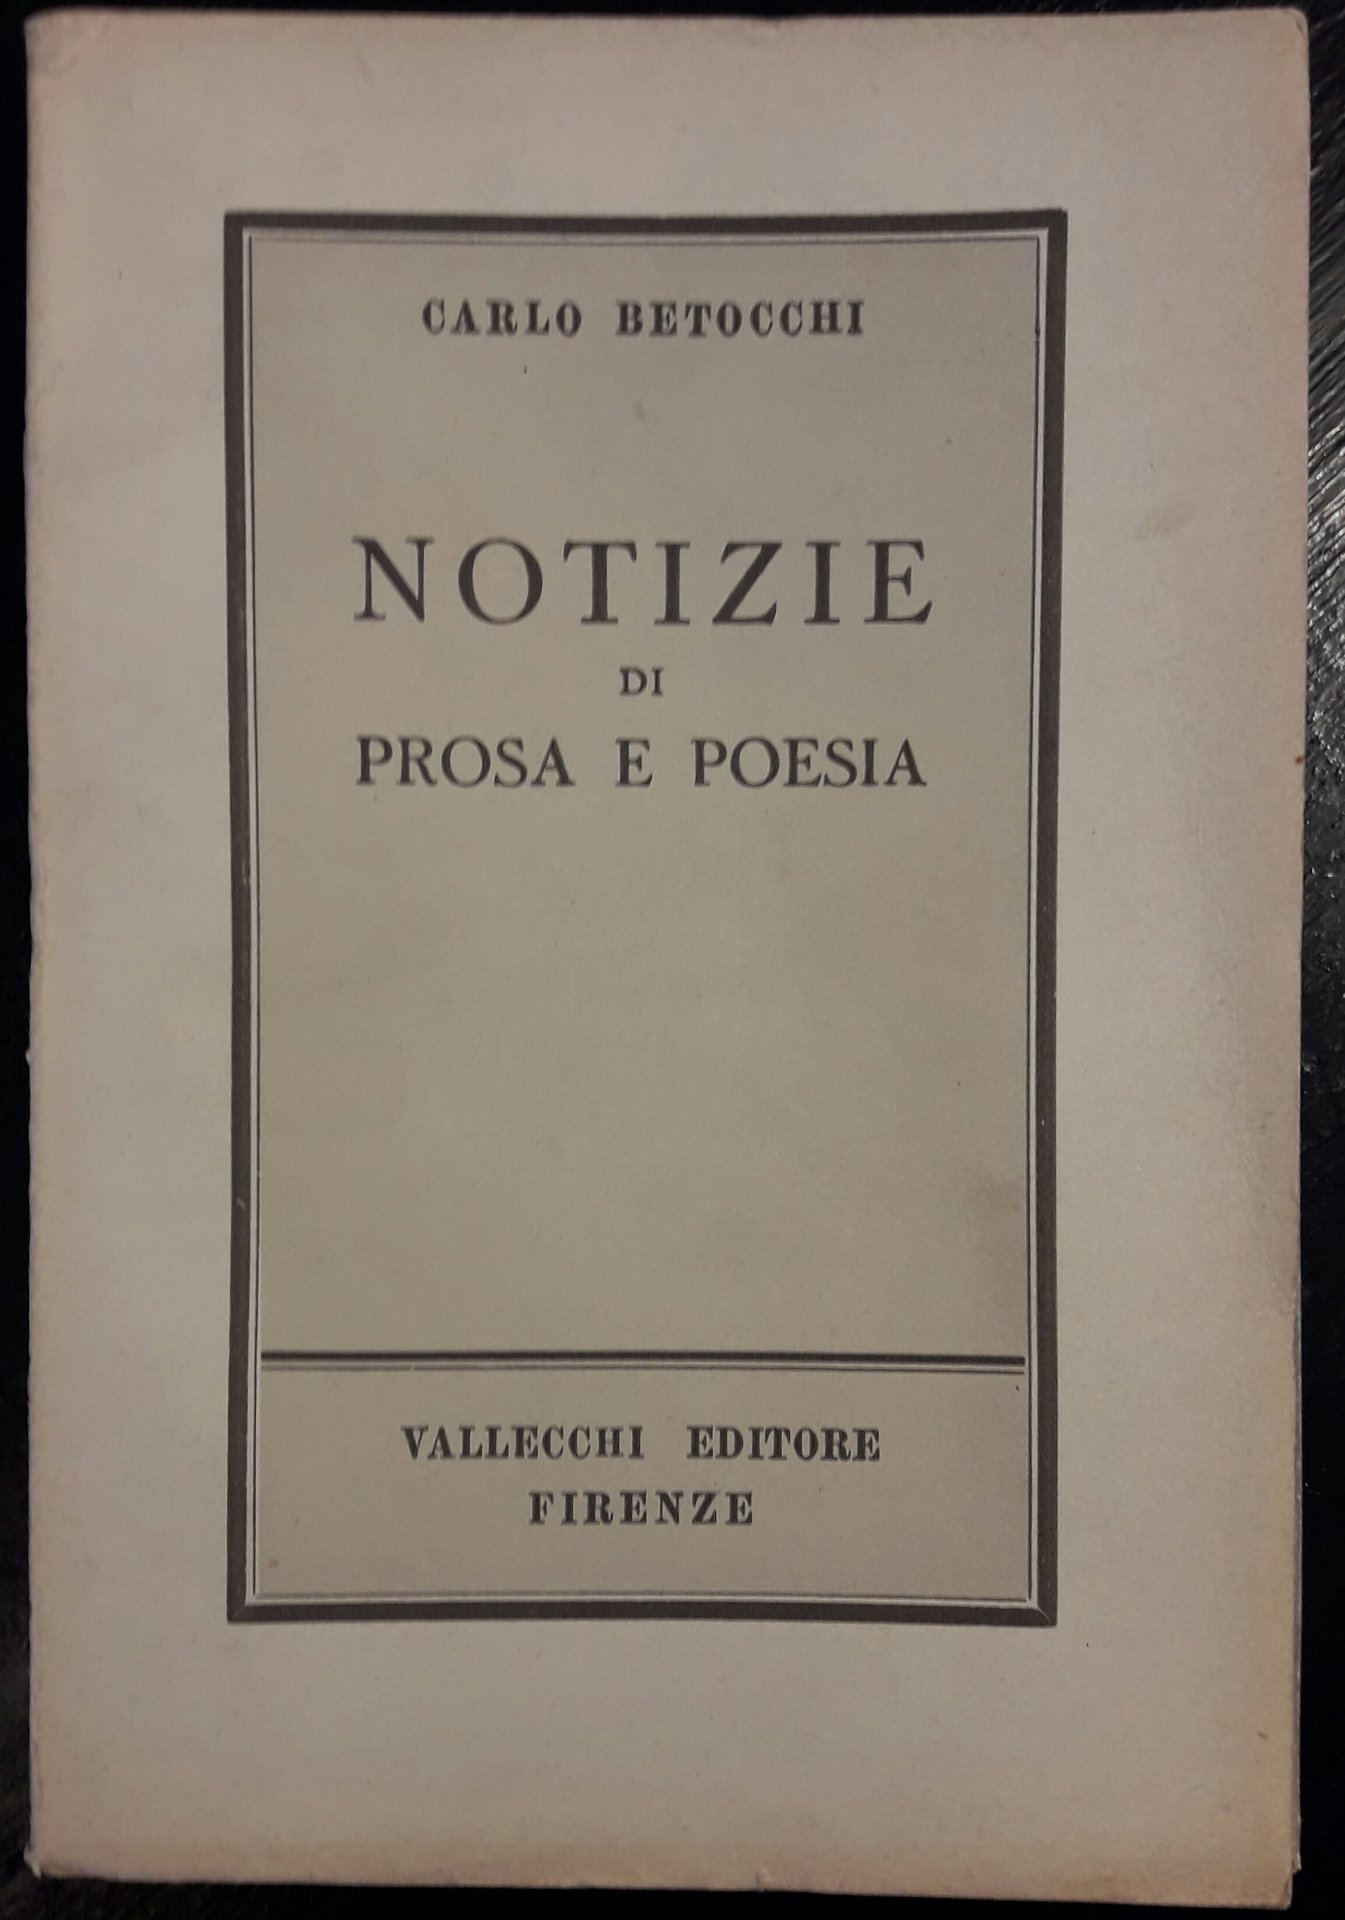 CARLO BETOCCHI
NOTIZIE
DI
PROSA E POESIA
VALLECCHI EDITORE
FIRENZE